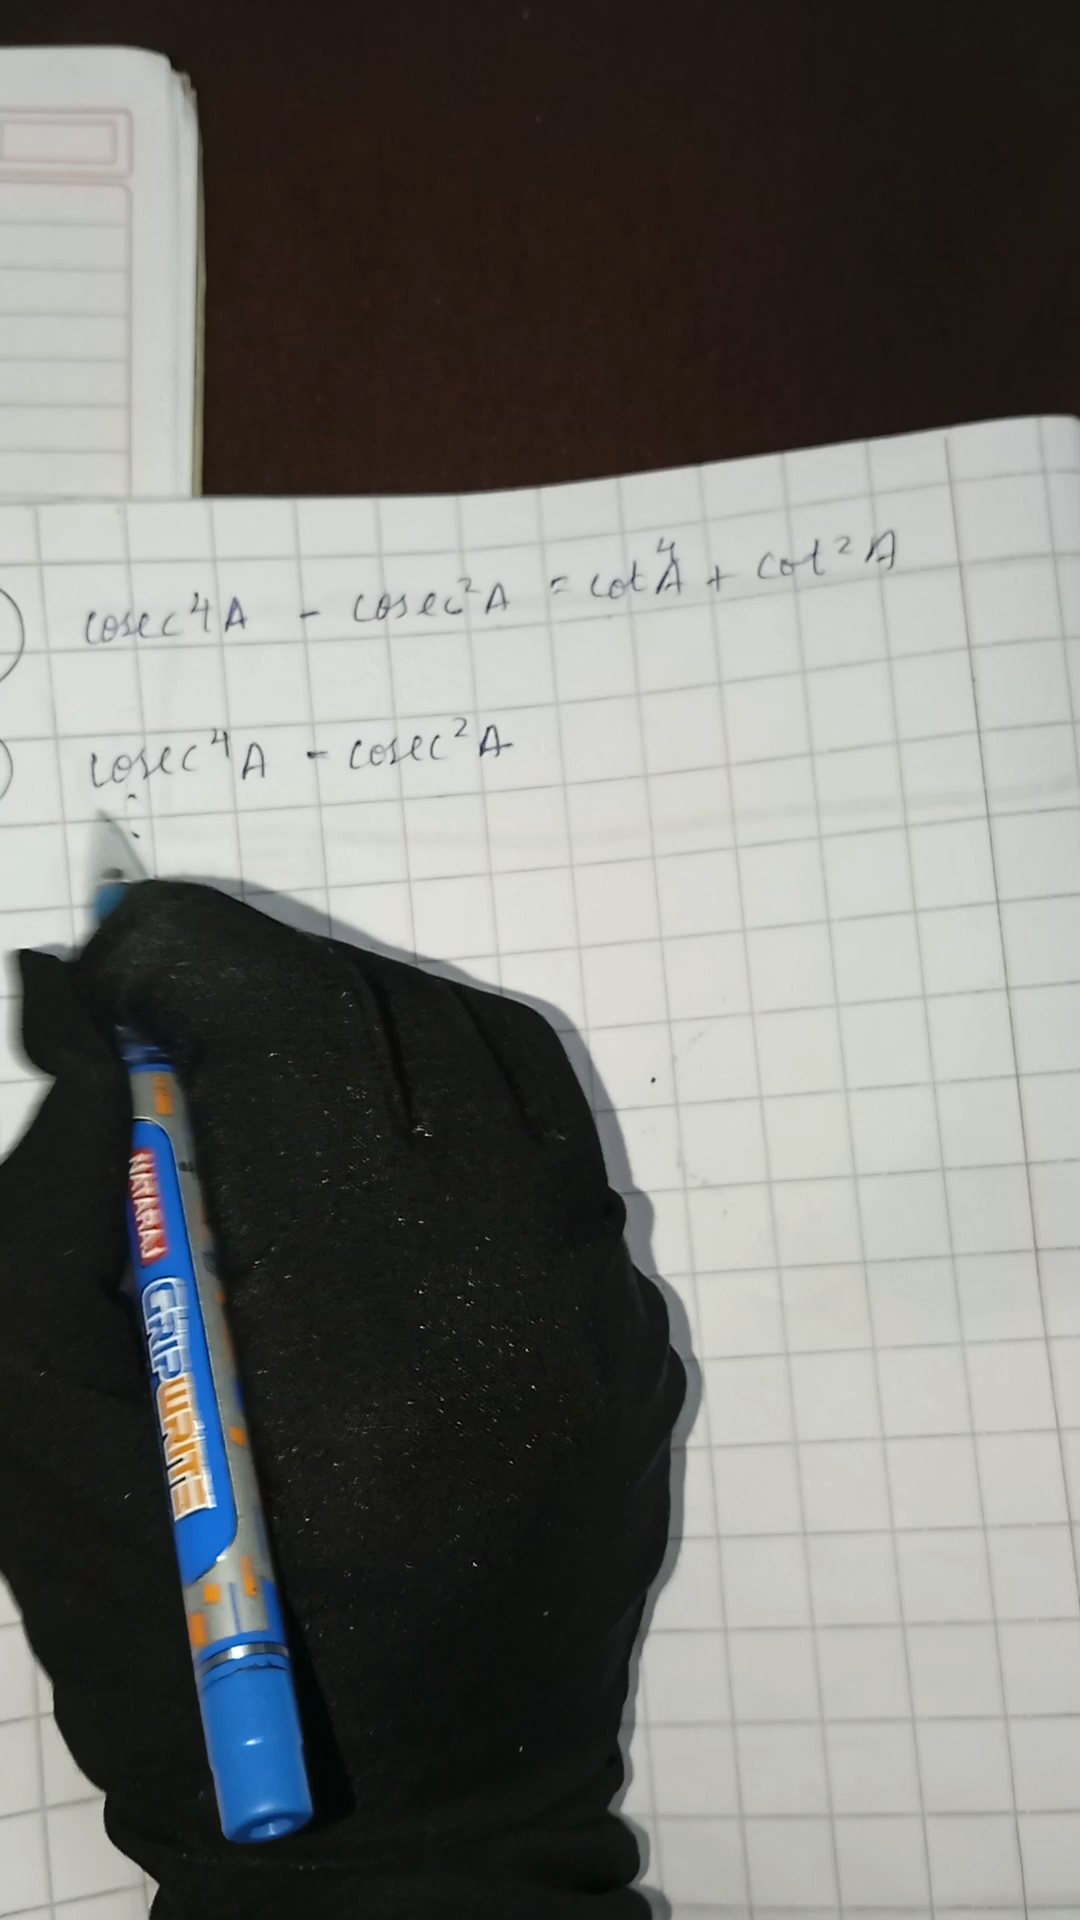 cosec⁴A - cosec²A = cot⁴A + cot²A
cosec⁴A - cosec²A
NATARAJ
GRIPWRITE